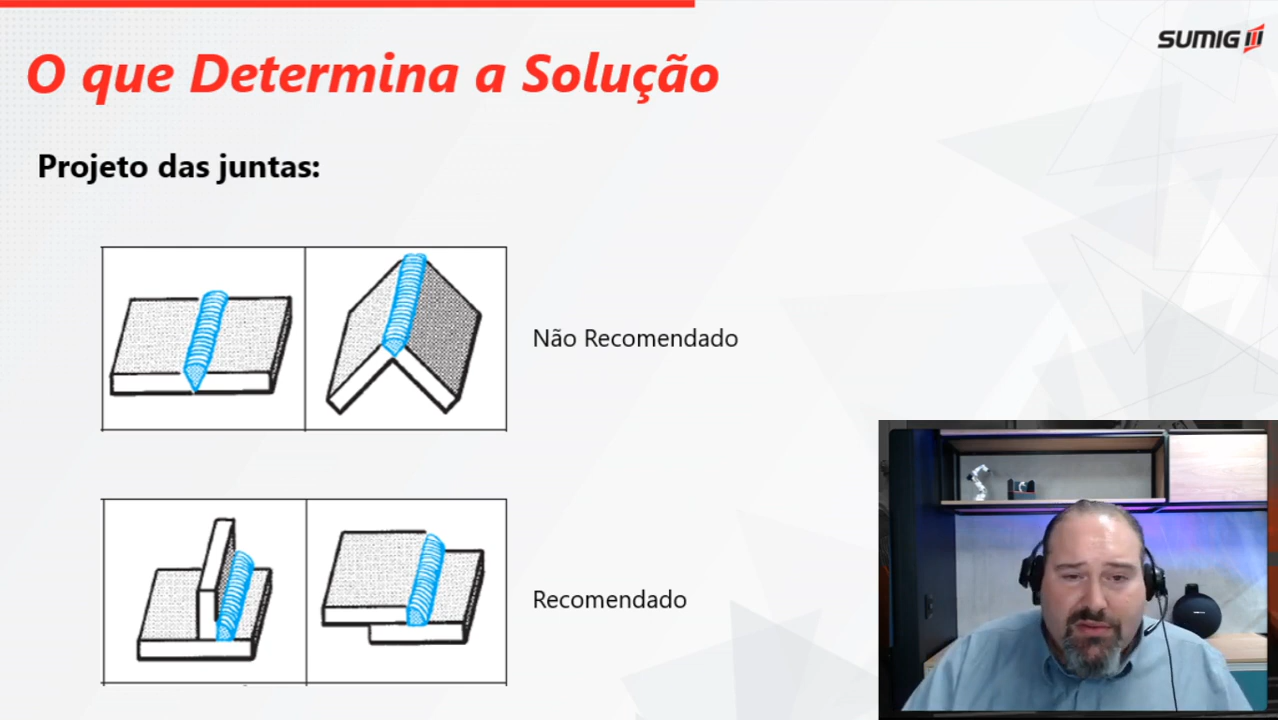 SUMIG
O que Determina a Solução
Projeto das juntas:
Não Recomendado
Recomendado